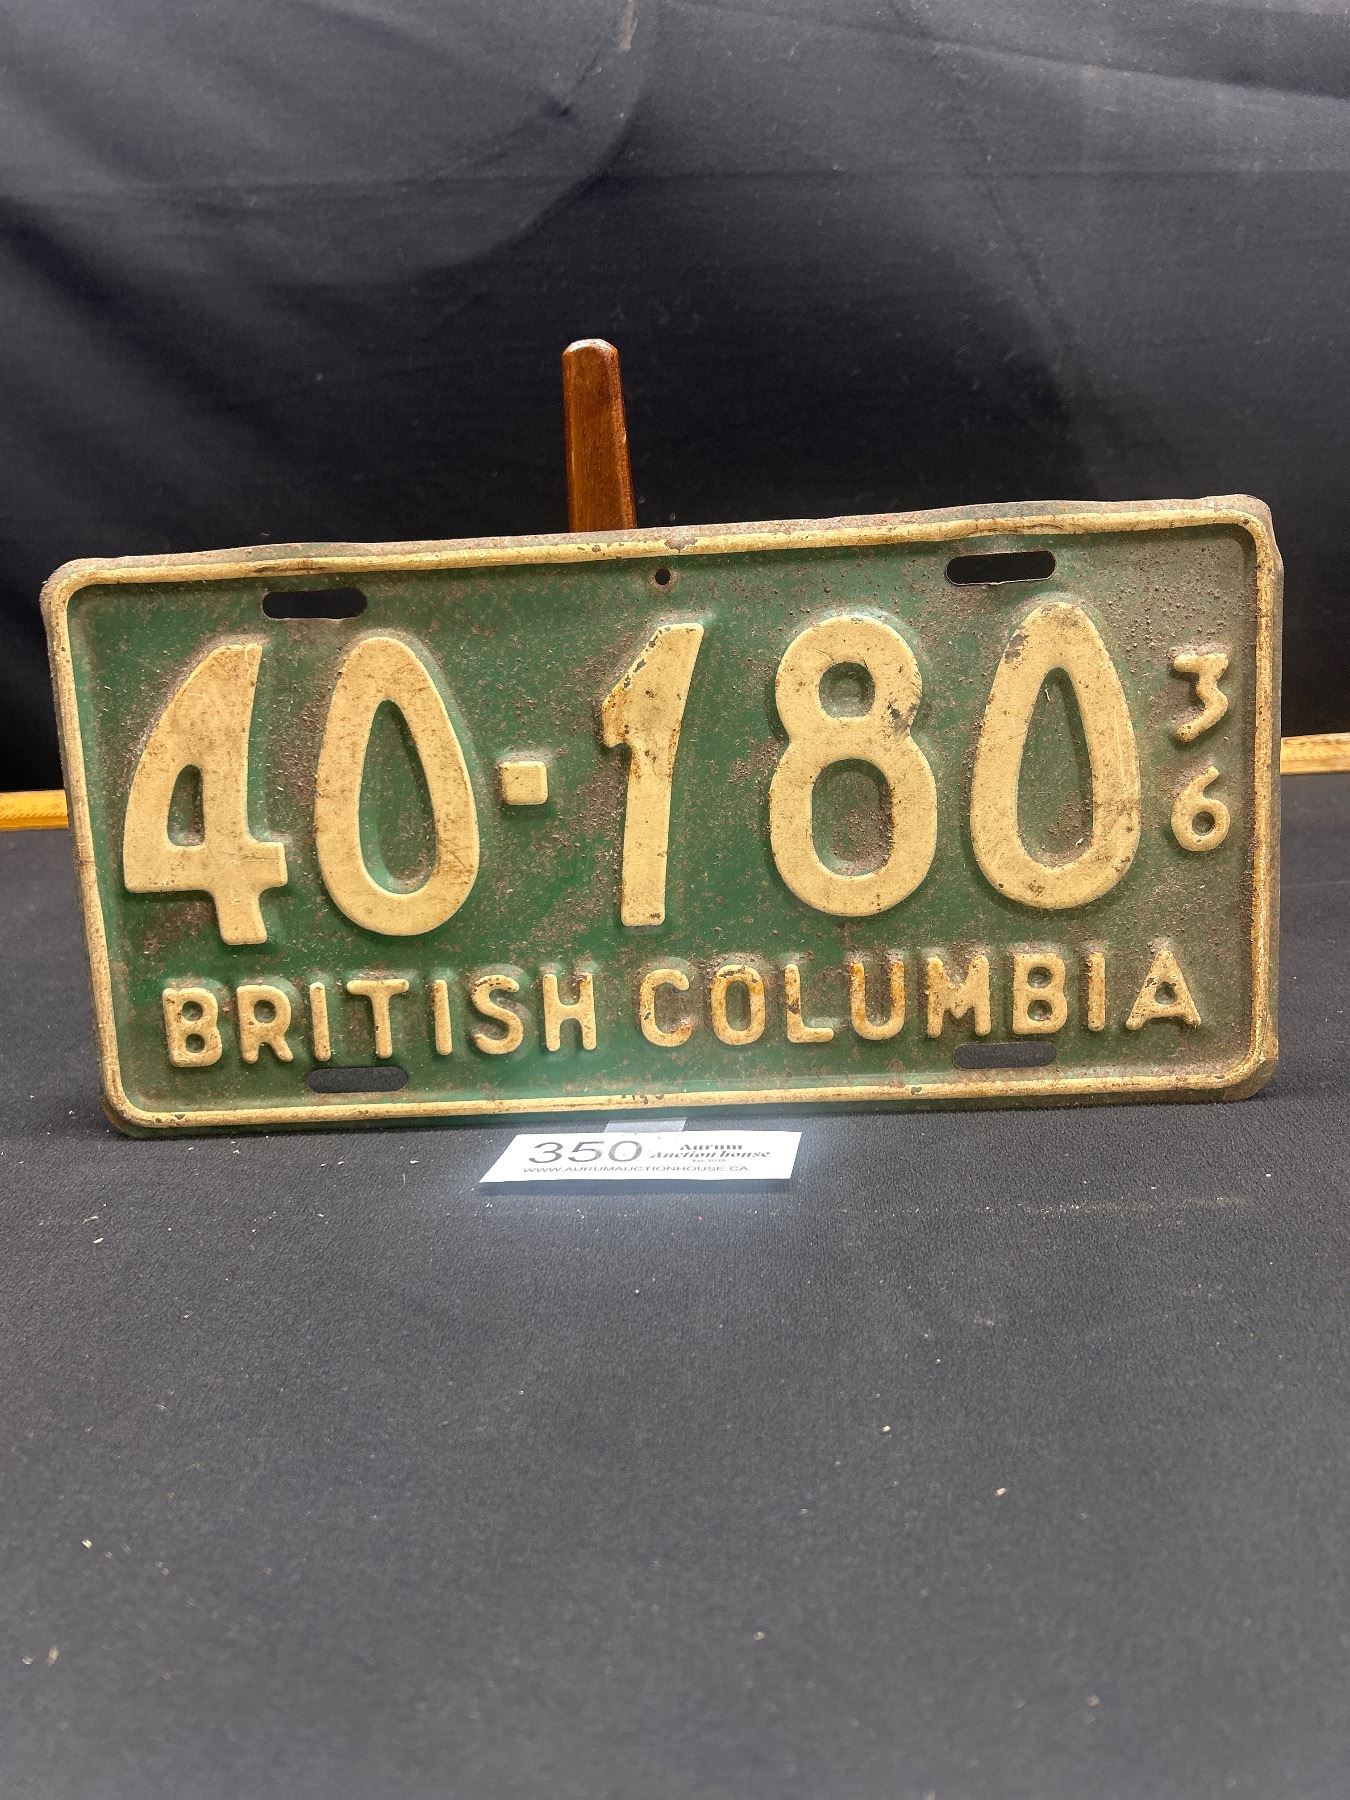 40-180 36
BRITISH COLUMBIA
350 Aurum
Auction house
WWW.AURUMAUCTIONHOUSE.CA